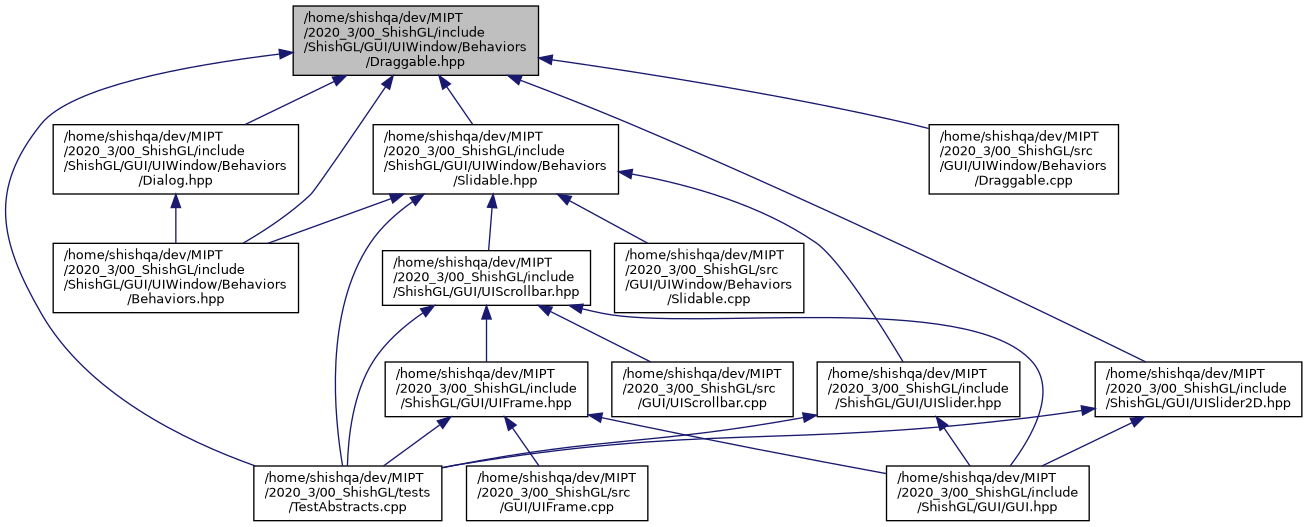 /home/shishqa/dev/MIPT
/2020_3/00_ShishGL/include
/ShishGL/GUI/UIWindow/Behaviors
/Draggable.hpp
/home/shishqa/dev/MIPT
/2020_3/00_ShishGL/include
/ShishGL/GUI/UIWindow/Behaviors
/Dialog.hpp
/home/shishqa/dev/MIPT
/2020_3/00_ShishGL/include
/ShishGL/GUI/UIWindow/Behaviors
/Slidable.hpp
/home/shishqa/dev/MIPT
/2020_3/00_ShishGL/src
/GUI/UIWindow/Behaviors
/Draggable.cpp
/home/shishqa/dev/MIPT
/2020_3/00_ShishGL/include
/ShishGL/GUI/UIWindow/Behaviors
/Behaviors.hpp
/home/shishqa/dev/MIPT
/2020_3/00_ShishGL/include
/ShishGL/GUI/UIScrollbar.hpp
/home/shishqa/dev/MIPT
/2020_3/00_ShishGL/src
/GUI/UIWindow/Behaviors
/Slidable.cpp
/home/shishqa/dev/MIPT
/2020_3/00_ShishGL/include
/ShishGL/GUI/UIFrame.hpp
/home/shishqa/dev/MIPT
/2020_3/00_ShishGL/src
/GUI/UIScrollbar.cpp
/home/shishqa/dev/MIPT
/2020_3/00_ShishGL/include
/ShishGL/GUI/UISlider.hpp
/home/shishqa/dev/MIPT
/2020_3/00_ShishGL/include
/ShishGL/GUI/UISlider2D.hpp
/home/shishqa/dev/MIPT
/2020_3/00_ShishGL/tests
/TestAbstracts.cpp
/home/shishqa/dev/MIPT
/2020_3/00_ShishGL/src
/GUI/UIFrame.cpp
/home/shishqa/dev/MIPT
/2020_3/00_ShishGL/include
/ShishGL/GUI/GUI.hpp